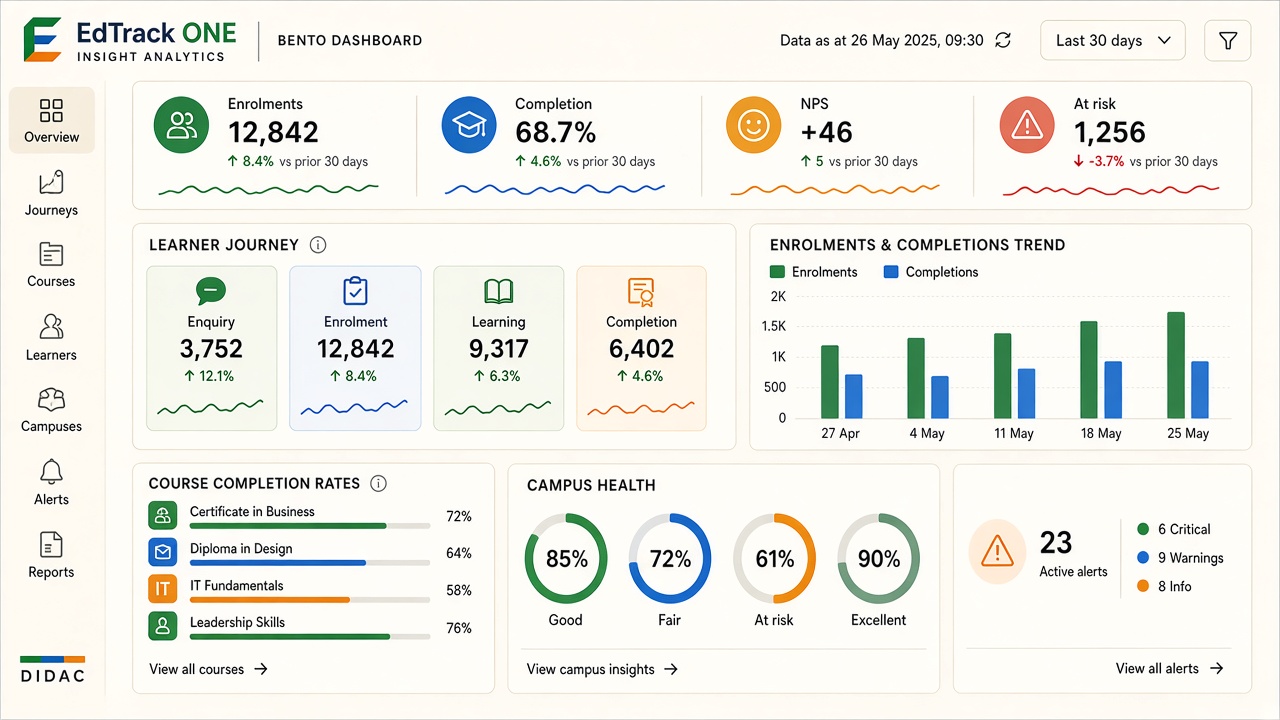 EdTrack ONE
INSIGHT ANALYTICS
BENTO DASHBOARD
Data as at 26 May 2025, 09:30
Last 30 days
Overview
Journeys
Courses
Learners
Campuses
Alerts
Reports
DIDAC
Enrolments
12,842
↑ 8.4% vs prior 30 days
Completion
68.7%
↑ 4.6% vs prior 30 days
NPS
+46
↑ 5 vs prior 30 days
At risk
1,256
↓ -3.7% vs prior 30 days
LEARNER JOURNEY
Enquiry
3,752
↑ 12.1%
Enrolment
12,842
↑ 8.4%
Learning
9,317
↑ 6.3%
Completion
6,402
↑ 4.6%
ENROLMENTS & COMPLETIONS TREND
Enrolments
Completions
2K
1.5K
1K
500
0
27 Apr
4 May
11 May
18 May
25 May
COURSE COMPLETION RATES
Certificate in Business
72%
Diploma in Design
64%
IT
IT Fundamentals
58%
Leadership Skills
76%
View all courses →
CAMPUS HEALTH
85%
Good
72%
Fair
61%
At risk
90%
Excellent
View campus insights →
23
Active alerts
6 Critical
9 Warnings
8 Info
View all alerts →